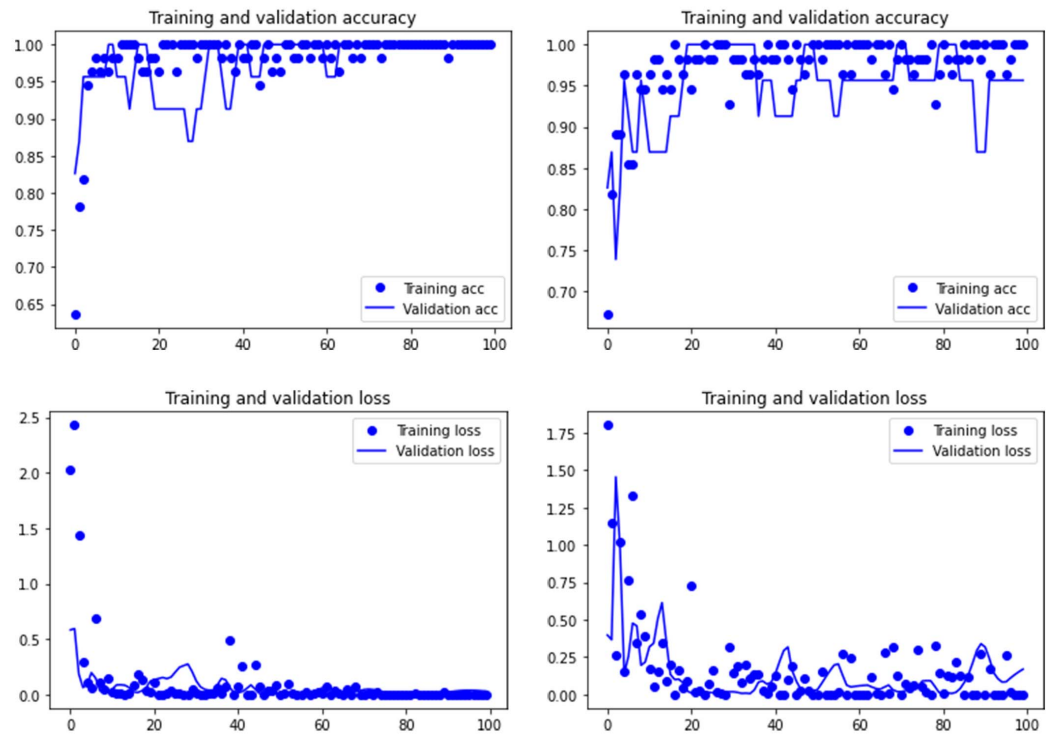 Training and validation accuracy
1.00
0.95
0.90
0.85
0.80
0.75
0.70
0.65
Training acc
Validation acc
0 20 40 60 80 100
Training and validation accuracy
1.00
0.95
0.90
0.85
0.80
0.75
0.70
Training acc
Validation acc
0 20 40 60 80 100
Training and validation loss
2.5
2.0
1.5
1.0
0.5
0.0
Training loss
Validation loss
0 20 40 60 80 100
Training and validation loss
1.75
1.50
1.25
1.00
0.75
0.50
0.25
0.00
Training loss
Validation loss
0 20 40 60 80 100